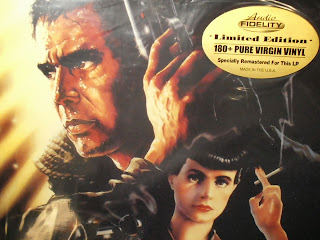 Audio
FIDELITY
• Limited Edition •
180+ PURE VIRGIN VINYL
Specially Remastered For This LP
MADE IN THE U.S.A.